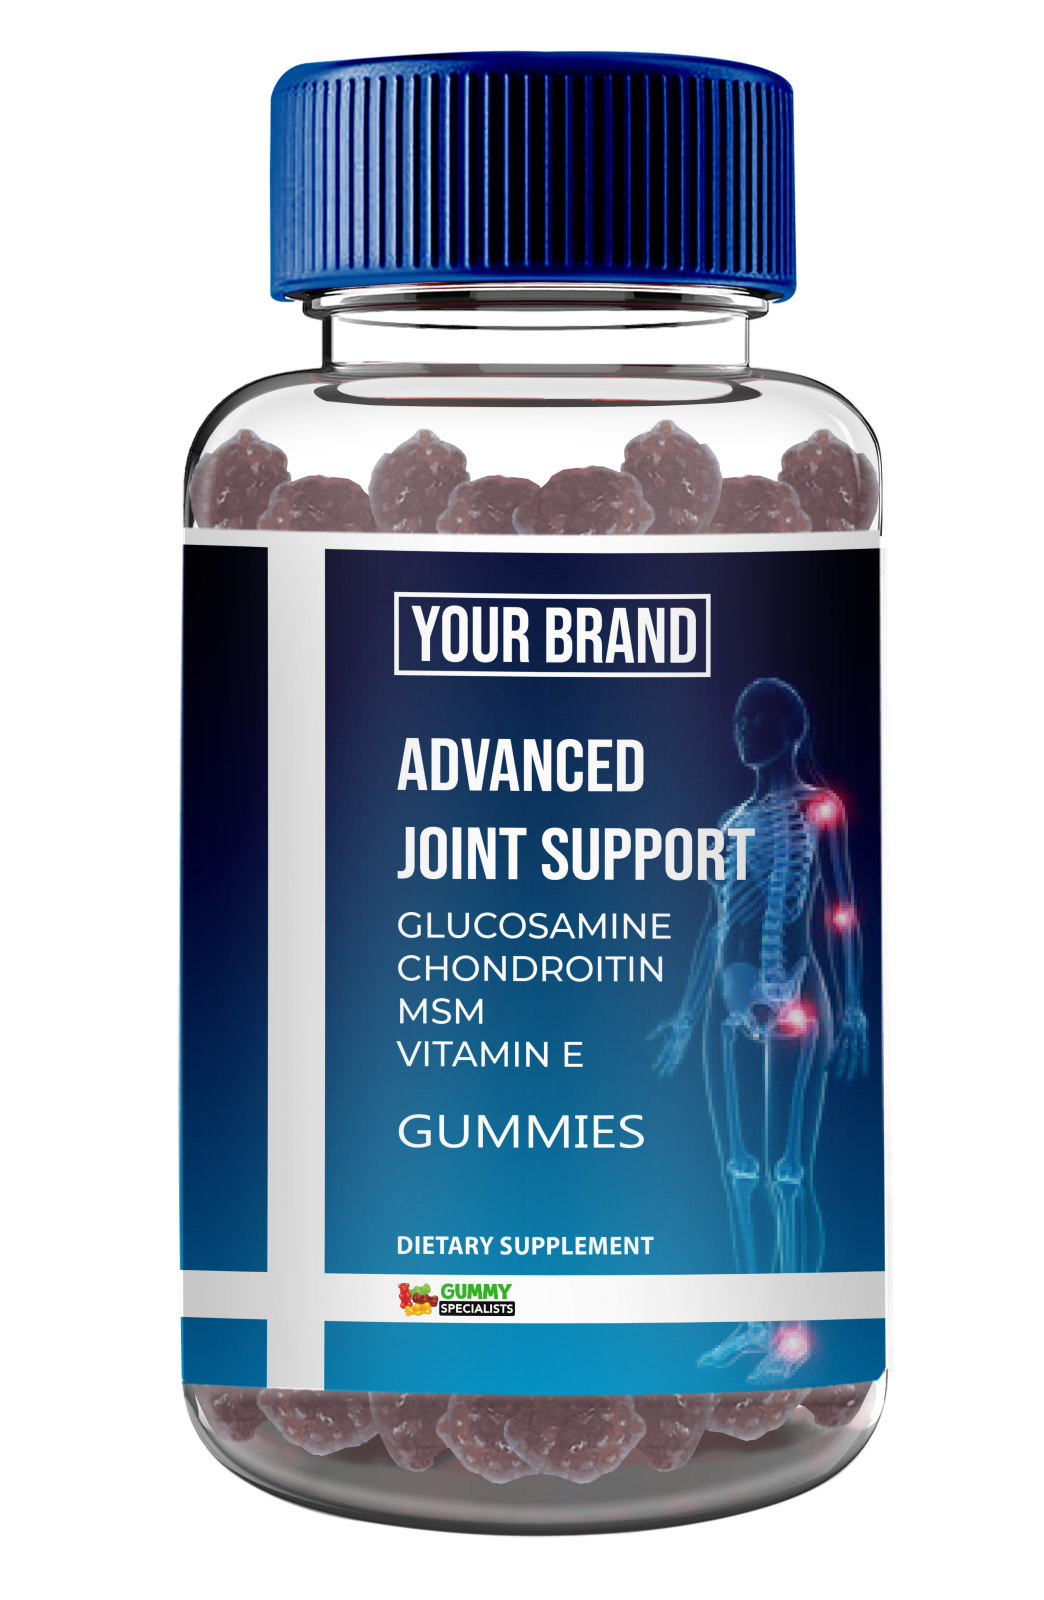 YOUR BRAND
ADVANCED
JOINT SUPPORT
GLUCOSAMINE
CHONDROITIN
MSM
VITAMIN E
GUMMIES
DIETARY SUPPLEMENT
GUMMY
SPECIALISTS